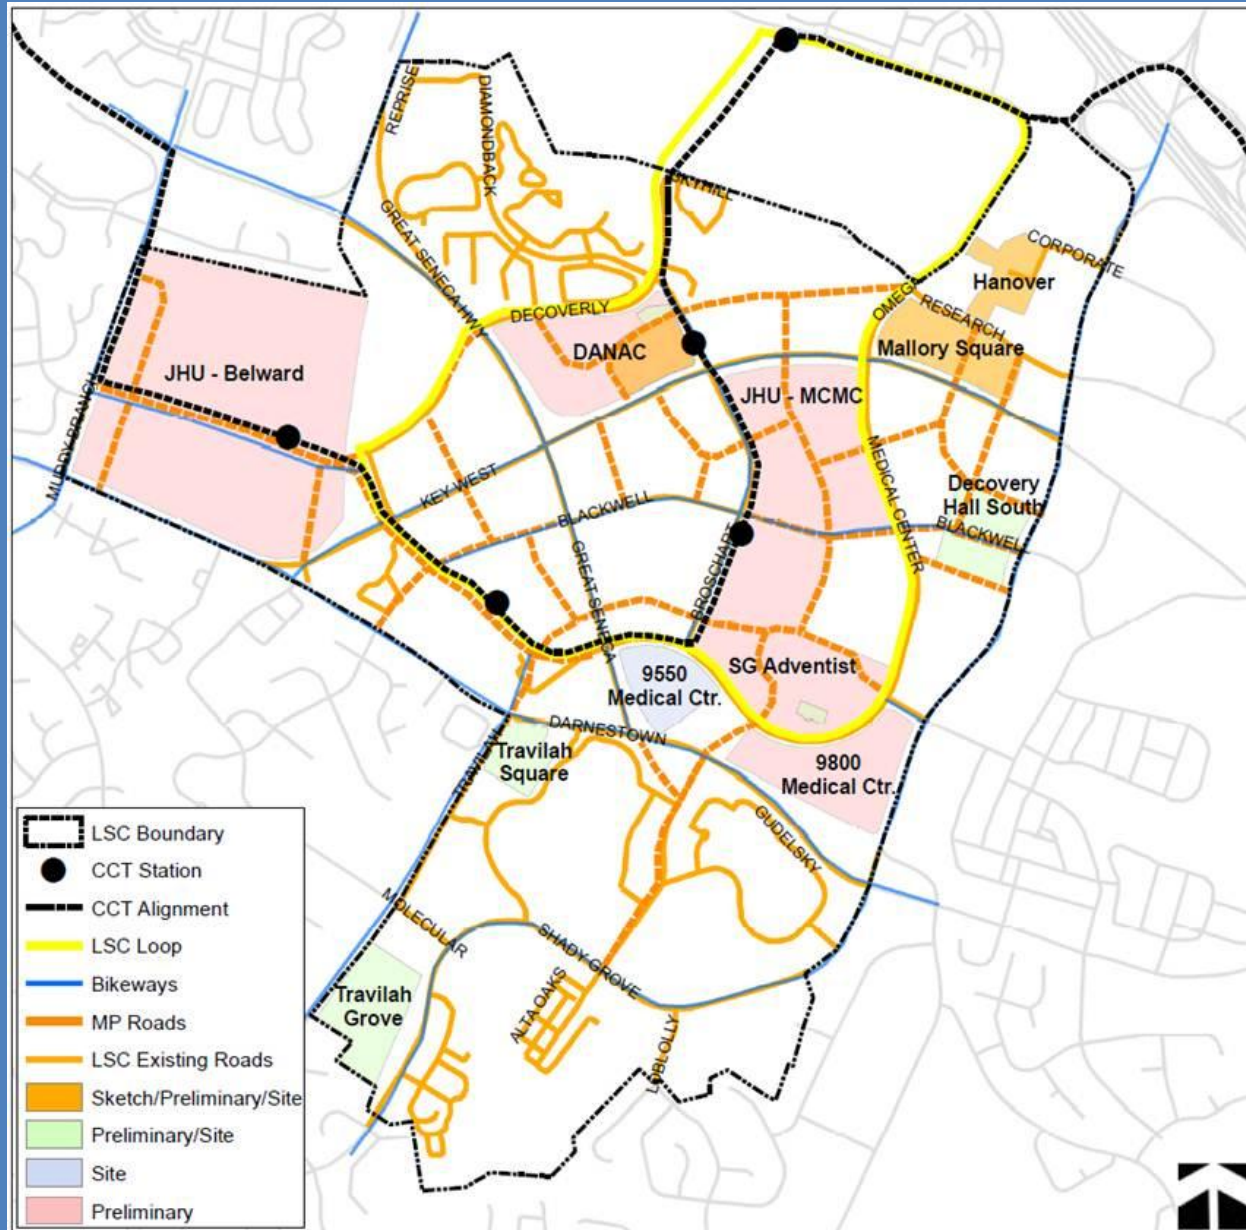 REPRISE
DIAMONDBACK
GREAT SENECA HWY
DECOVERLY
OMEGA
CORPORATE
Hanover
RESEARCH
Mallory Square
DANAC
JHU - Belward
JHU - MCMC
MUDDY BRANCH
KEY WEST
BLACKWELL
MEDICAL CENTER
Decovery
Hall South
BLACKWELL
GREAT SENECA
BROSCHART
SG Adventist
9550
Medical Ctr.
DARNESTOWN
TRAVILAH
Travilah
Square
9800
Medical Ctr.
GUDELSKY
MOLECULAR
SHADY GROVE
Travilah
Grove
ALTA OAKS
LOBLOLLY
LSC Boundary
CCT Station
CCT Alignment
LSC Loop
Bikeways
MP Roads
LSC Existing Roads
Sketch/Preliminary/Site
Preliminary/Site
Site
Preliminary